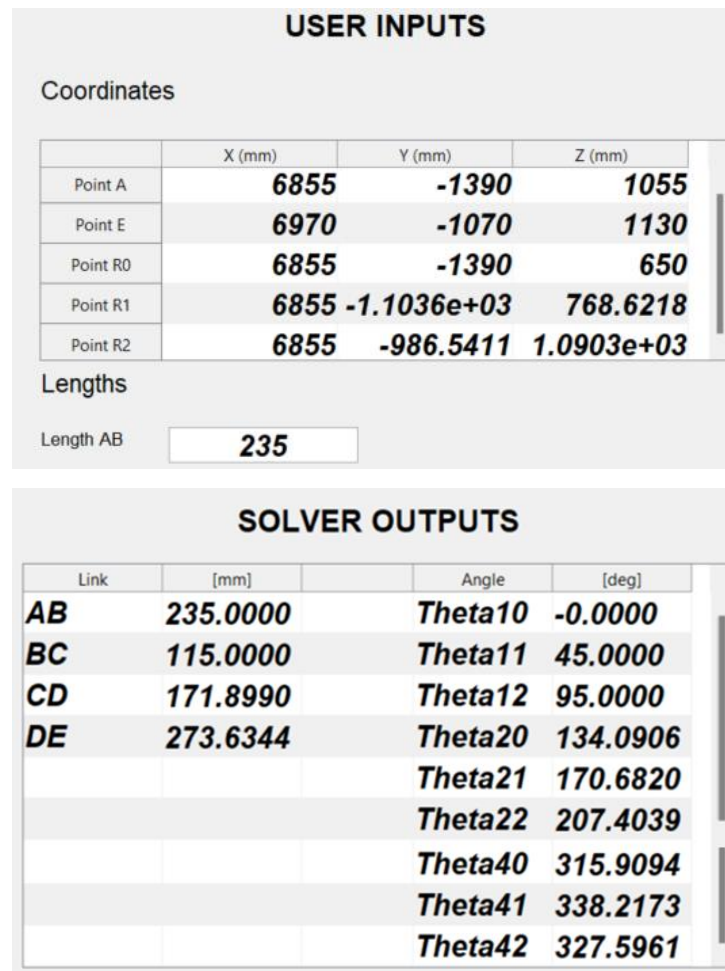 USER INPUTS
Coordinates
X (mm) Y (mm) Z (mm)
Point A 6855 -1390 1055
Point E 6970 -1070 1130
Point R0 6855 -1390 650
Point R1 6855 -1.1036e+03 768.6218
Point R2 6855 -986.5411 1.0903e+03
Lengths
Length AB 235
SOLVER OUTPUTS
Link [mm] Angle [deg]
AB 235.0000 Theta10 -0.0000
BC 115.0000 Theta11 45.0000
CD 171.8990 Theta12 95.0000
DE 273.6344 Theta20 134.0906
Theta21 170.6820
Theta22 207.4039
Theta40 315.9094
Theta41 338.2173
Theta42 327.5961